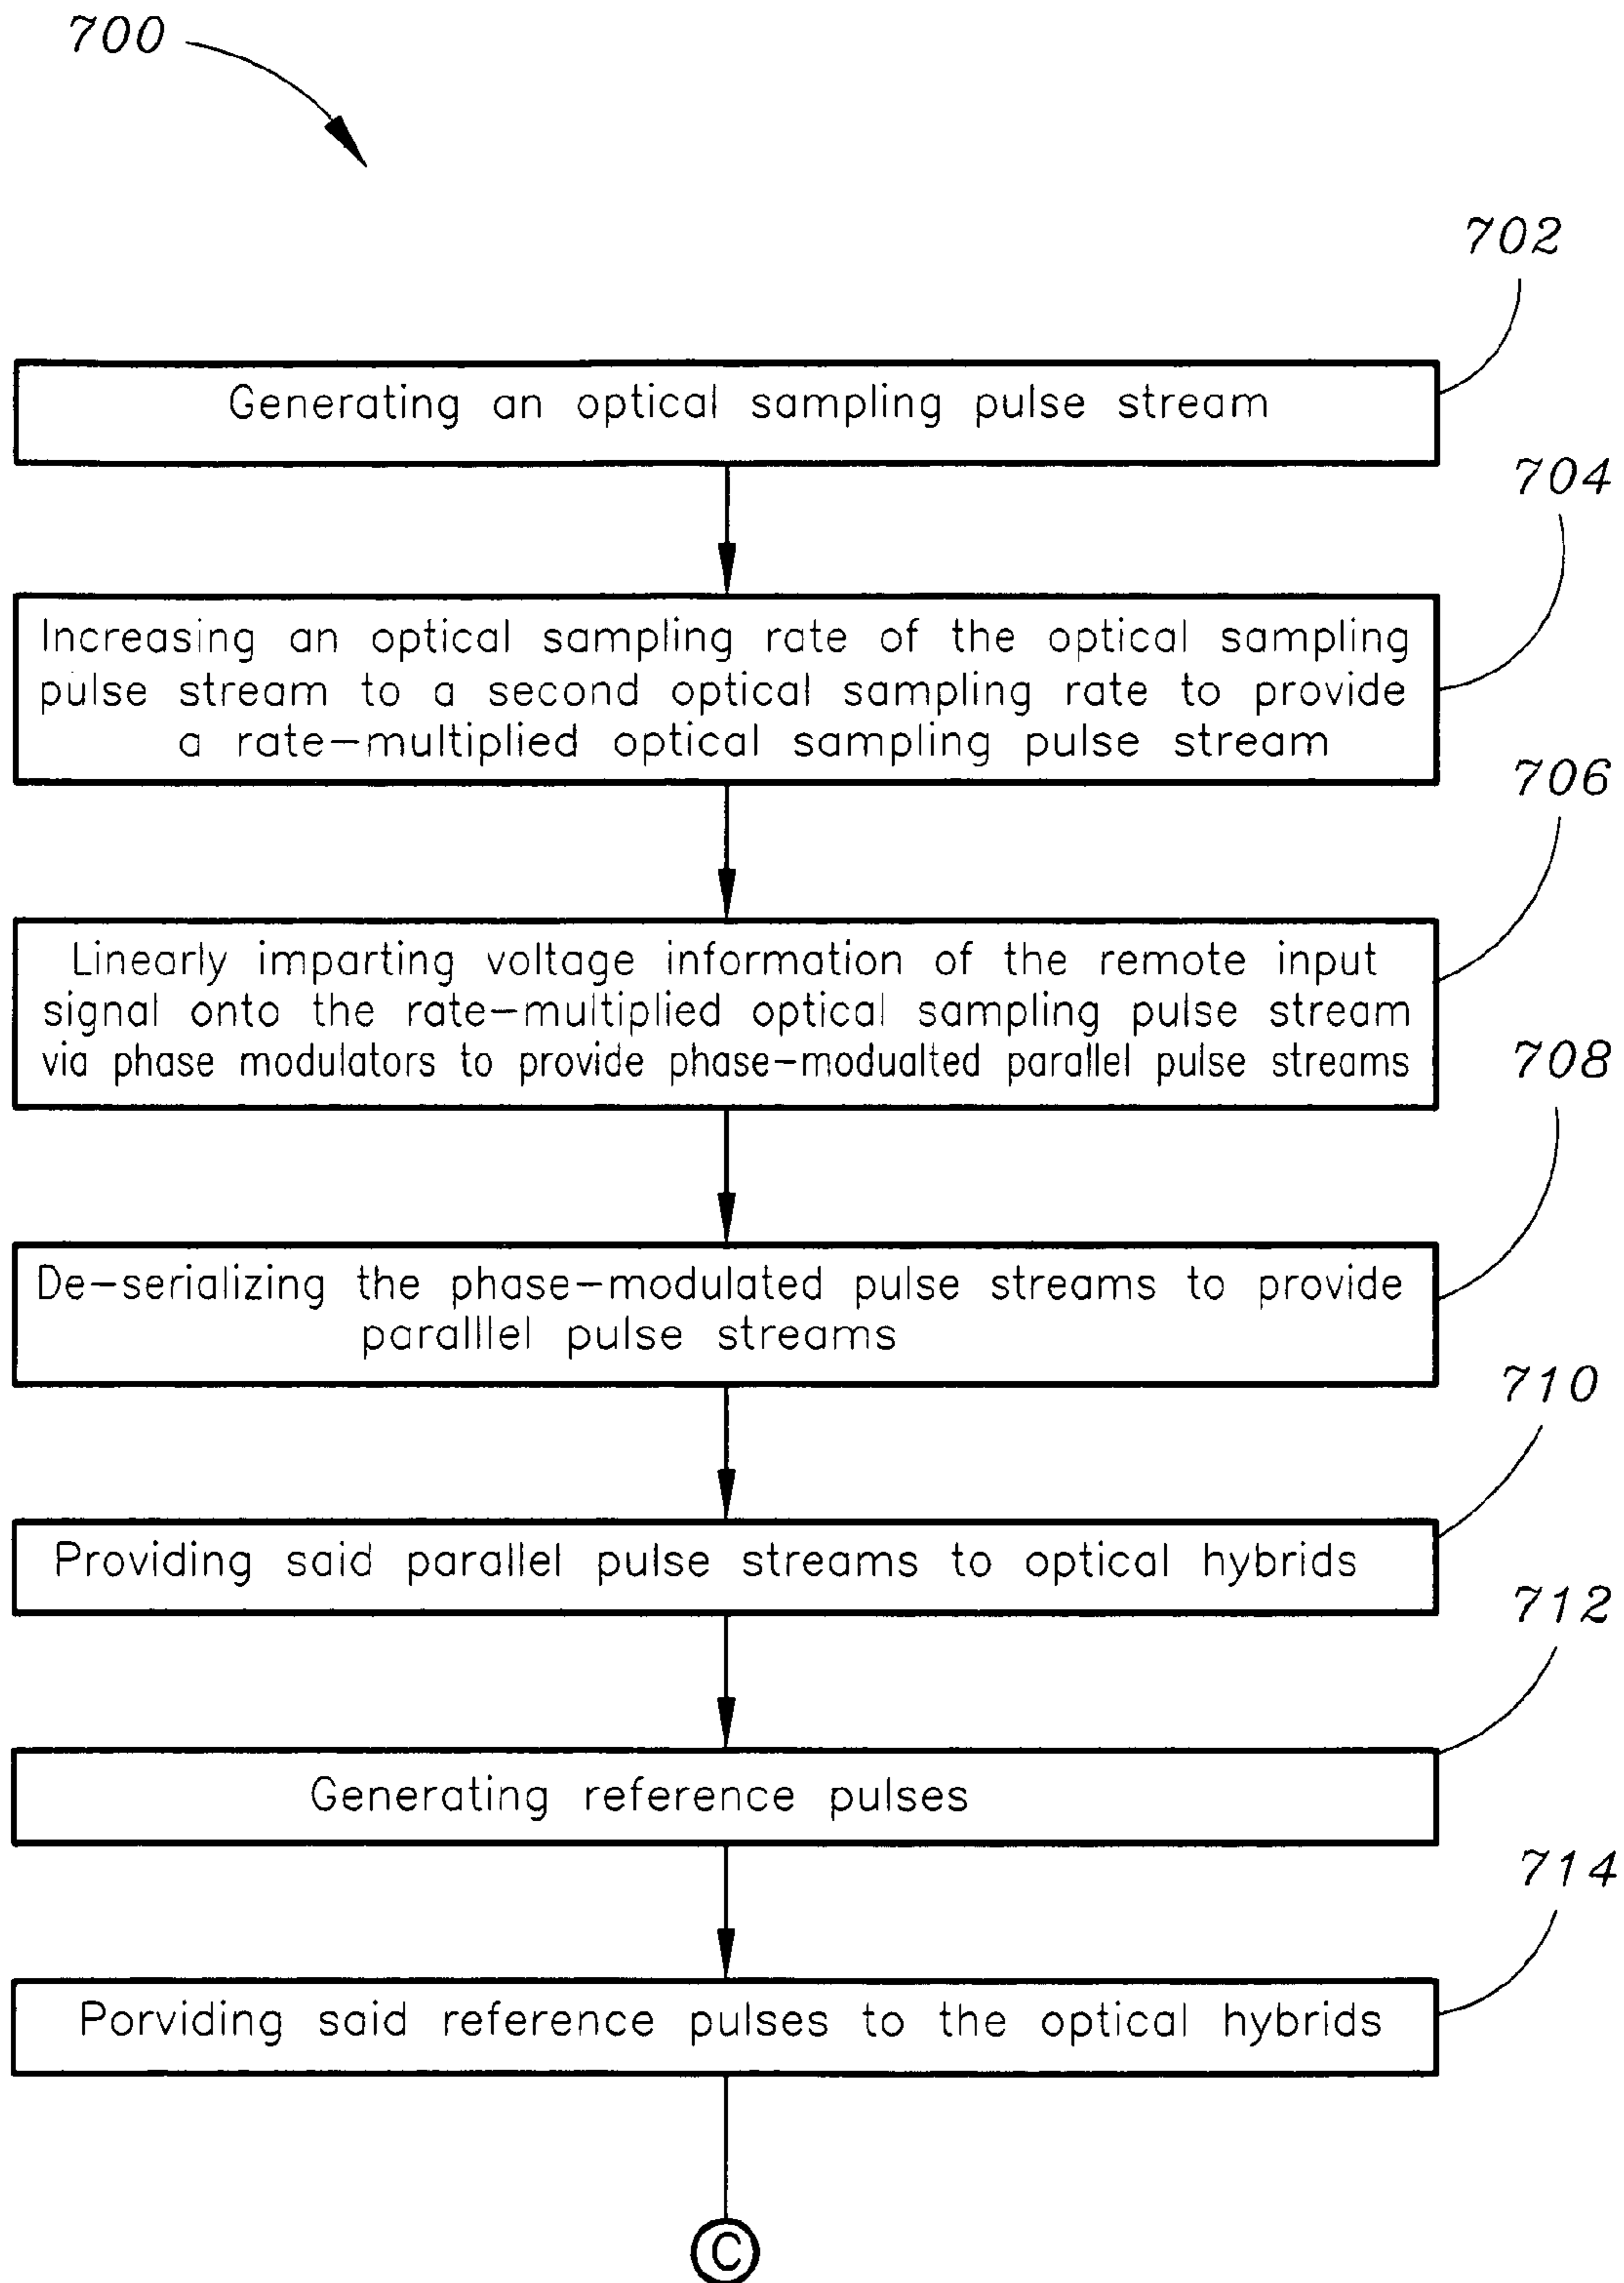 700
702
Generating an optical sampling pulse stream
704
Increasing an optical sampling rate of the optical sampling
pulse stream to a second optical sampling rate to provide
a rate-multiplied optical sampling pulse stream
706
Linearly imparting voltage information of the remote input
signal onto the rate-multiplied optical sampling pulse stream
via phase modulators to provide phase-modualted parallel pulse streams
708
De-serializing the phase-modulated pulse streams to provide
paralllel pulse streams
710
Providing said parallel pulse streams to optical hybrids
712
Generating reference pulses
714
Porviding said reference pulses to the optical hybrids
C